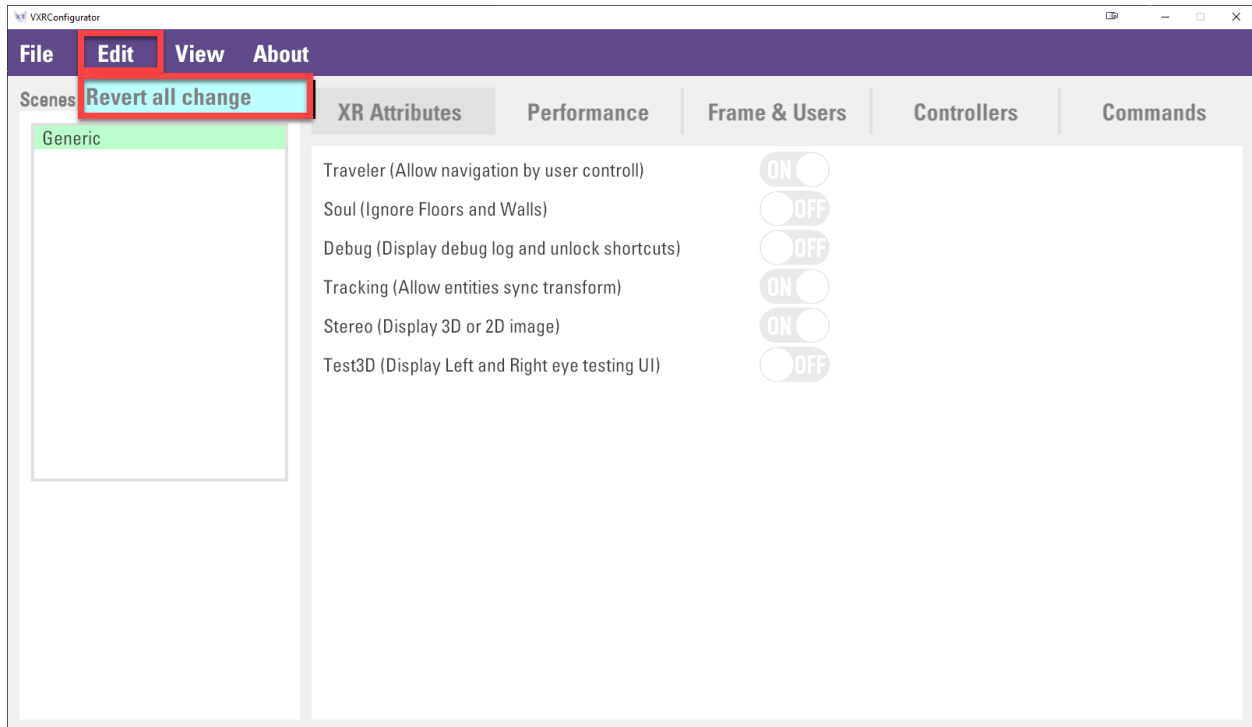 VXRConfigurator
File Edit View About
Scenes Revert all change
XR Attributes Performance Frame & Users Controllers Commands
Generic
Traveler (Allow navigation by user controll) ON
Soul (Ignore Floors and Walls) OFF
Debug (Display debug log and unlock shortcuts) OFF
Tracking (Allow entities sync transform) ON
Stereo (Display 3D or 2D image) ON
Test3D (Display Left and Right eye testing UI) OFF